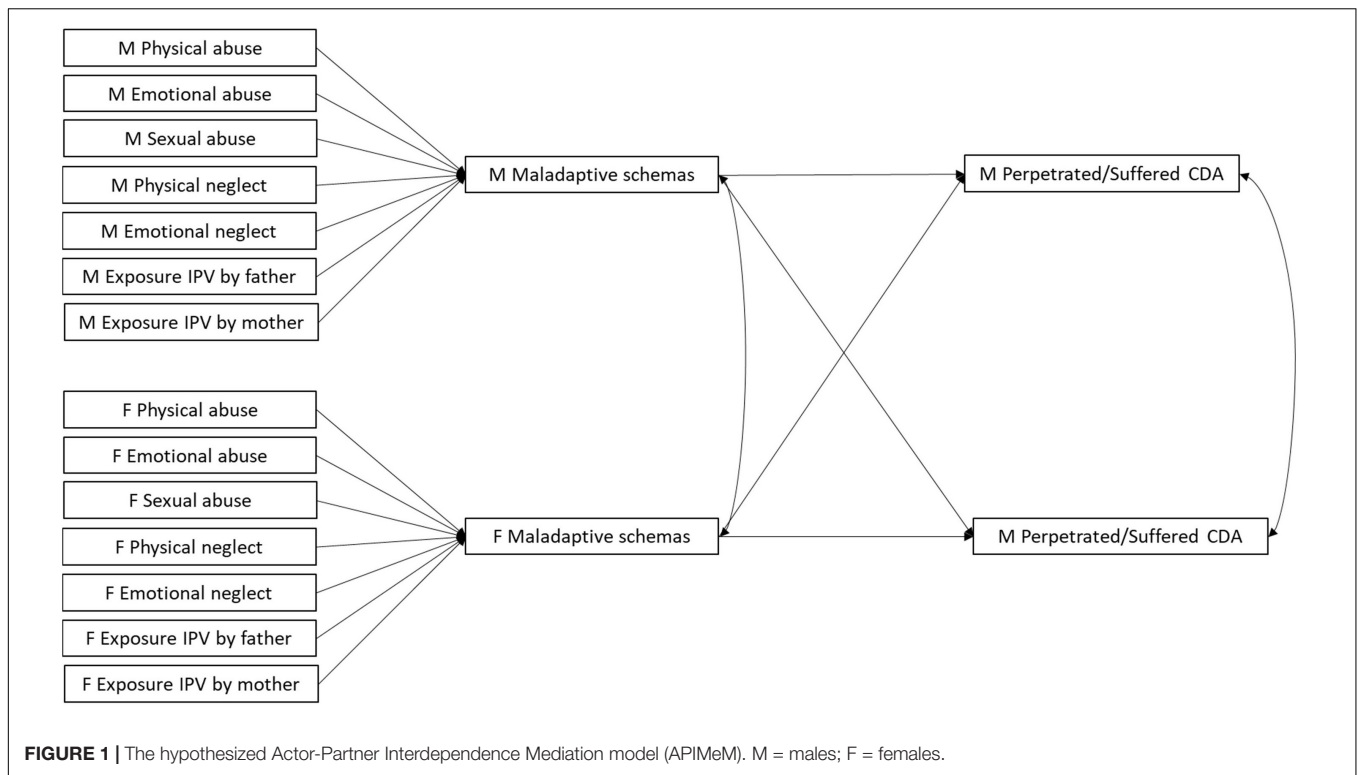 M Physical abuse
M Emotional abuse
M Sexual abuse
M Physical neglect
M Emotional neglect
M Exposure IPV by father
M Exposure IPV by mother
M Maladaptive schemas
M Perpetrated/Suffered CDA
F Physical abuse
F Emotional abuse
F Sexual abuse
F Physical neglect
F Emotional neglect
F Exposure IPV by father
F Exposure IPV by mother
F Maladaptive schemas
M Perpetrated/Suffered CDA
FIGURE 1 | The hypothesized Actor-Partner Interdependence Mediation model (APIMeM). M = males; F = females.